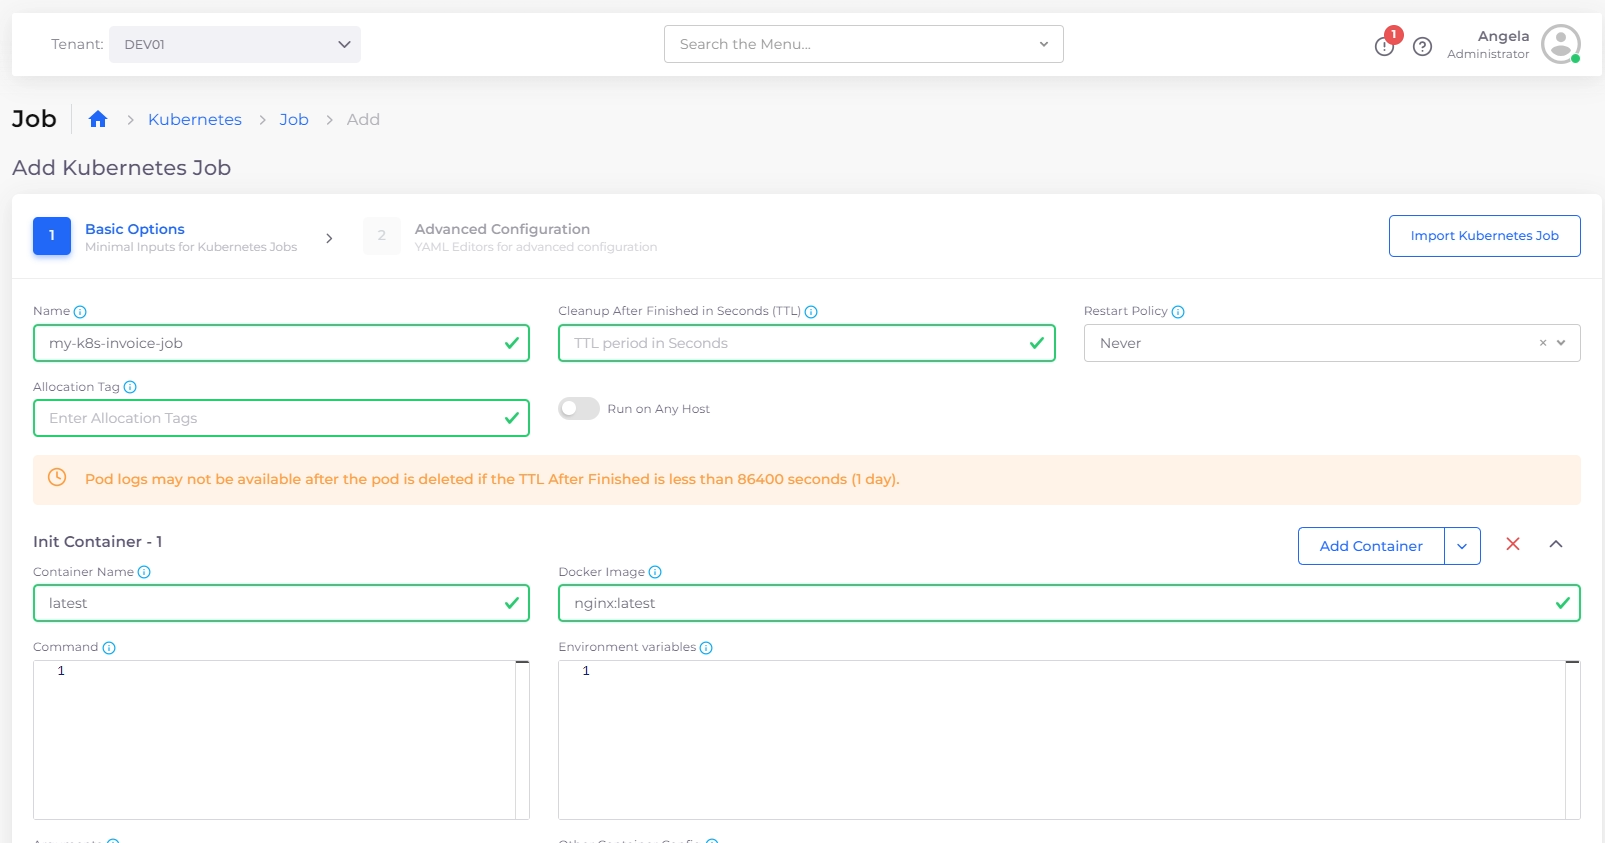 Tenant: DEV01
Search the Menu...
1
Angela
Administrator
Job
Kubernetes
Job
Add
Add Kubernetes Job
1
Basic Options
Minimal Inputs for Kubernetes Jobs
2
Advanced Configuration
YAML Editors for advanced configuration
Import Kubernetes Job
Name
Cleanup After Finished in Seconds (TTL)
Restart Policy
my-k8s-invoice-job
TTL period in Seconds
Never
Allocation Tag
Enter Allocation Tags
Run on Any Host
Pod logs may not be available after the pod is deleted if the TTL After Finished is less than 86400 seconds (1 day).
Init Container - 1
Add Container
Container Name
Docker Image
latest
nginx:latest
Command
Environment variables
1
1